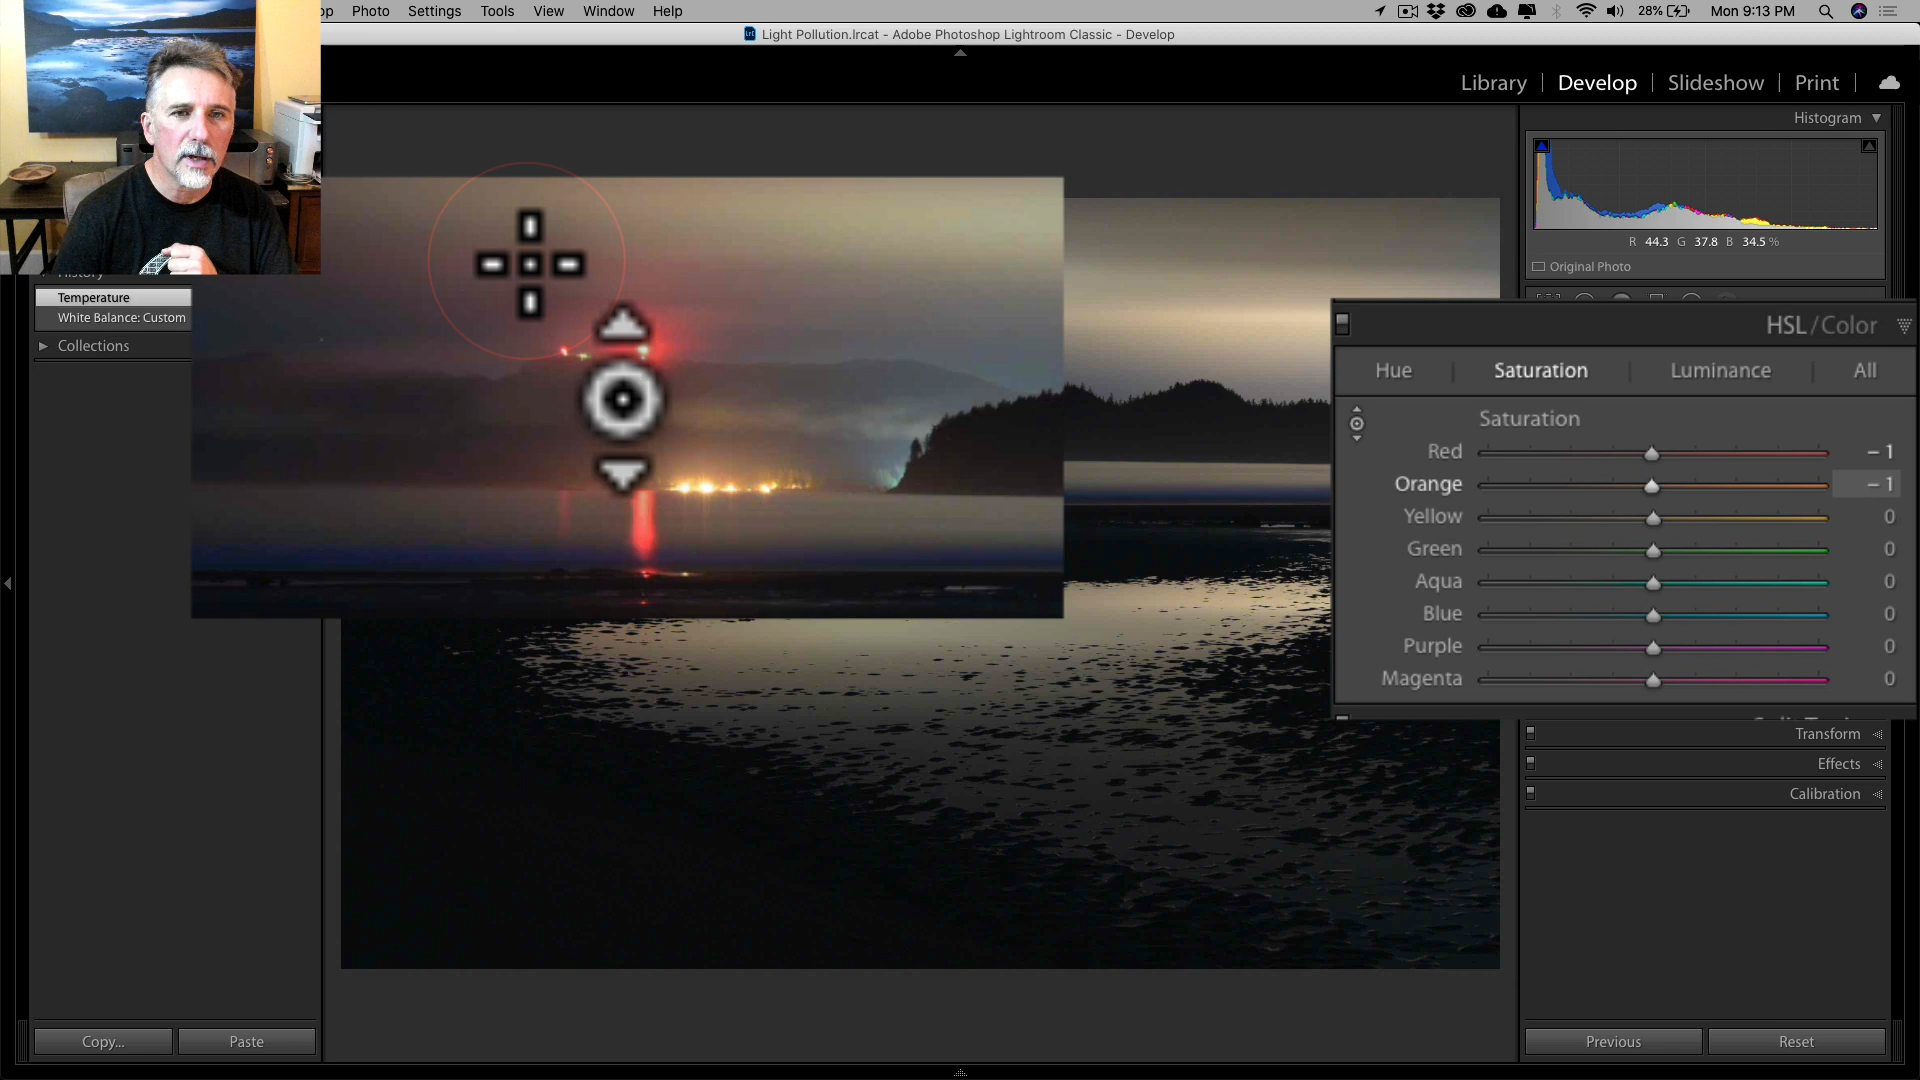 op Photo Settings Tools View Window Help
28% Mon 9:13 PM
LrC Light Pollution.lrcat - Adobe Photoshop Lightroom Classic - Develop
Library Develop Slideshow Print
Histogram
R 44.3 G 37.8 B 34.5 %
Original Photo
History
Temperature
White Balance: Custom
Collections
HSL / Color
Hue Saturation Luminance All
Saturation
Red – 1
Orange – 1
Yellow 0
Green 0
Aqua 0
Blue 0
Purple 0
Magenta 0
Transform
Effects
Calibration
Copy... Paste
Previous Reset